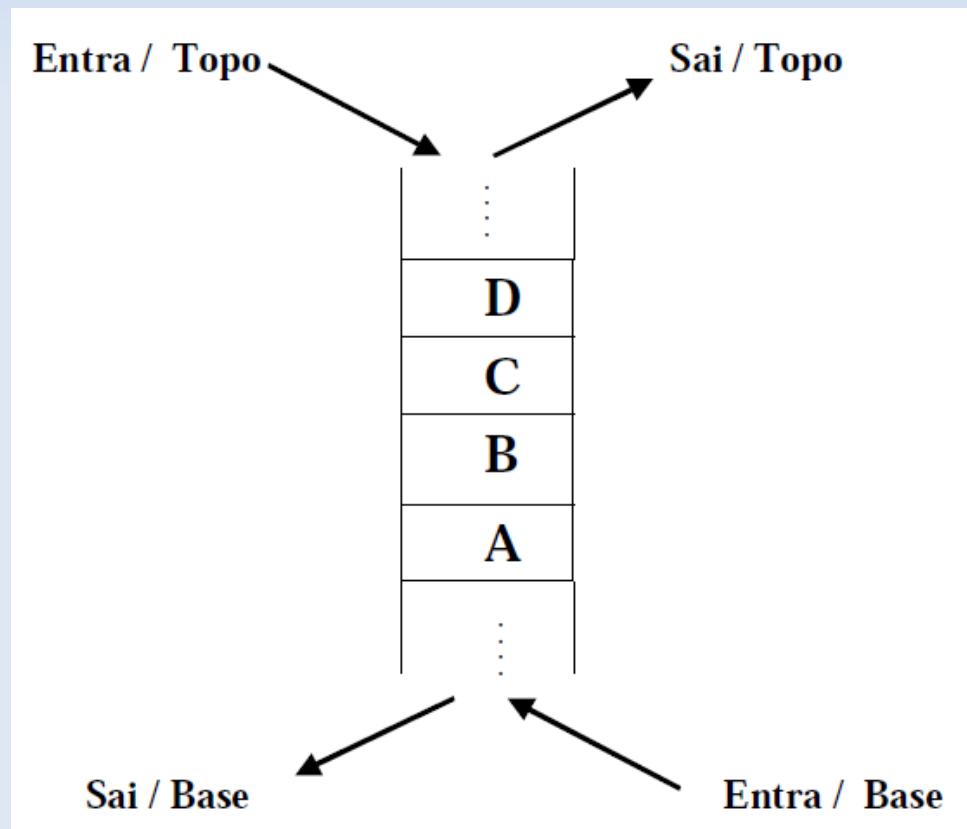 Entra / Topo
Sai / Topo
D
C
B
A
Sai / Base
Entra / Base